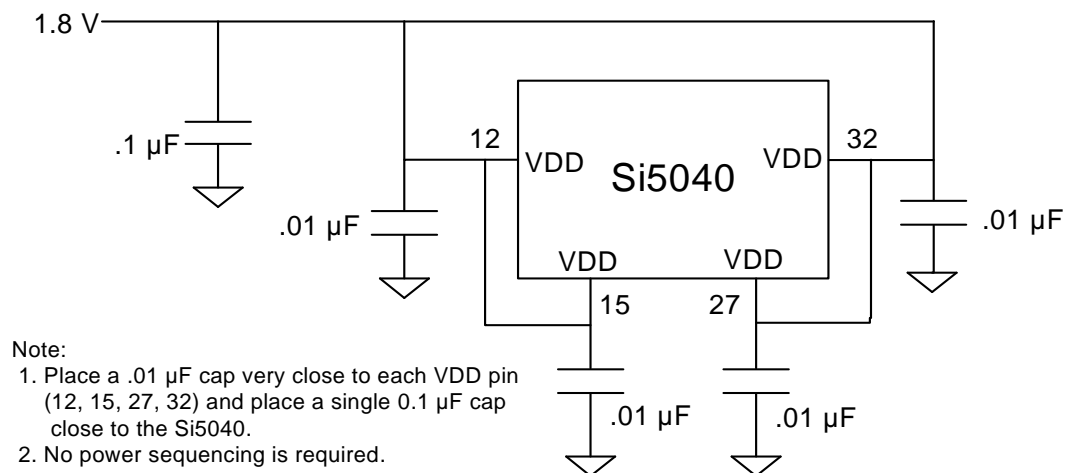 1.8 V
.1 µF
12
VDD
Si5040
VDD
32
.01 µF
.01 µF
VDD
VDD
15
27
.01 µF
.01 µF
Note:
1. Place a .01 µF cap very close to each VDD pin
(12, 15, 27, 32) and place a single 0.1 µF cap
close to the Si5040.
2. No power sequencing is required.